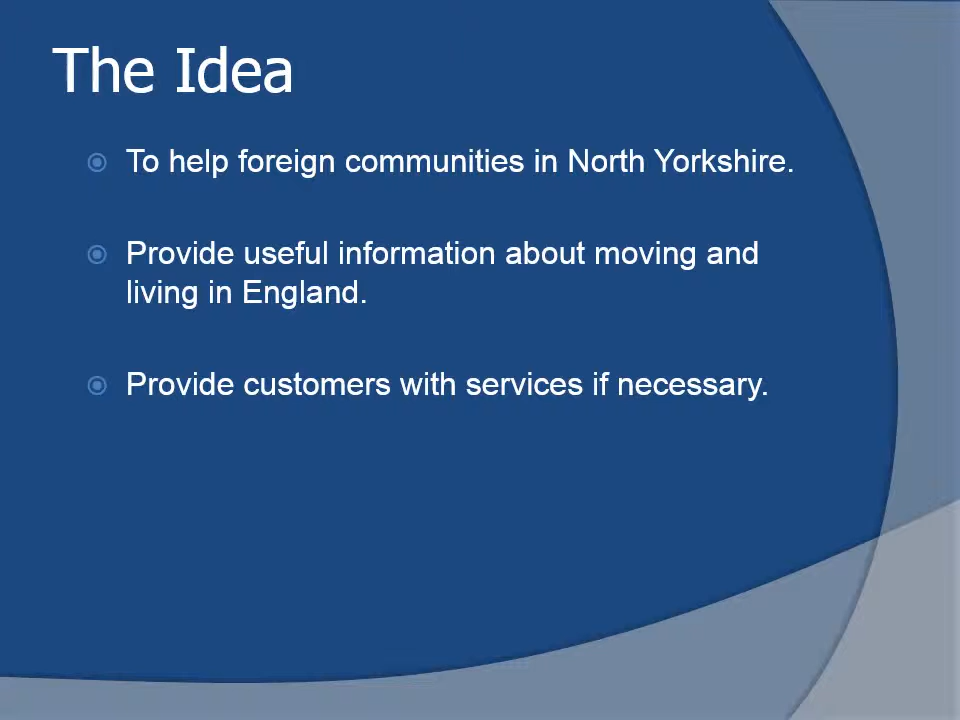 The Idea
To help foreign communities in North Yorkshire.
Provide useful information about moving and
living in England.
Provide customers with services if necessary.